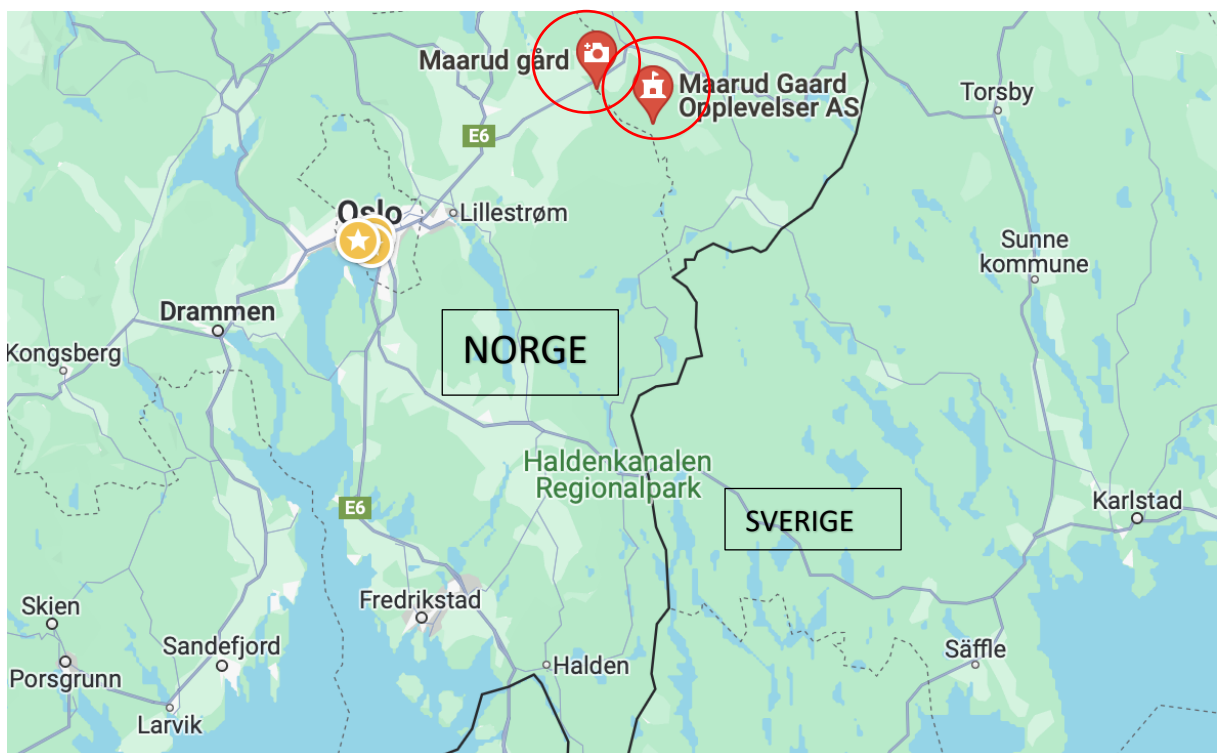 Maarud gård
Maarud Gaard
Opplevelser AS
Torsby
E6
Oslo
Lillestrøm
Sunne
kommune
Drammen
NORGE
Kongsberg
Haldenkanalen
Regionalpark
Karlstad
E6
SVERIGE
Skien
Fredrikstad
Sandefjord
Säffle
Halden
Porsgrunn
Larvik